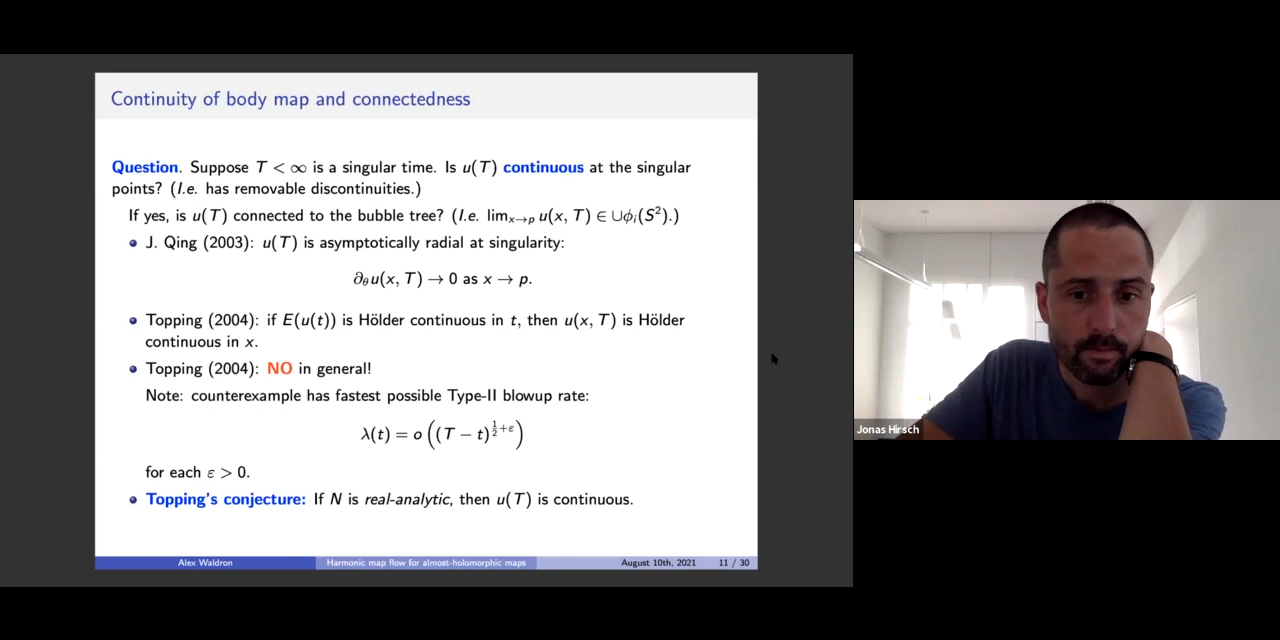 Continuity of body map and connectedness
Question. Suppose T < ∞ is a singular time. Is u(T) continuous at the singular
points? (I.e. has removable discontinuities.)
If yes, is u(T) connected to the bubble tree? (I.e. lim_{x→p} u(x, T) ∈ ∪ϕ_i(S²).)
• J. Qing (2003): u(T) is asymptotically radial at singularity:
∂_θ u(x, T) → 0 as x → p.
• Topping (2004): if E(u(t)) is Hölder continuous in t, then u(x, T) is Hölder
continuous in x.
• Topping (2004): NO in general!
Note: counterexample has fastest possible Type-II blowup rate:
λ(t) = o((T − t)^{1/2+ε})
for each ε > 0.
• Topping's conjecture: If N is real-analytic, then u(T) is continuous.
Alex Waldron Harmonic map flow for almost-holomorphic maps August 10th, 2021 11 / 30
Jonas Hirsch